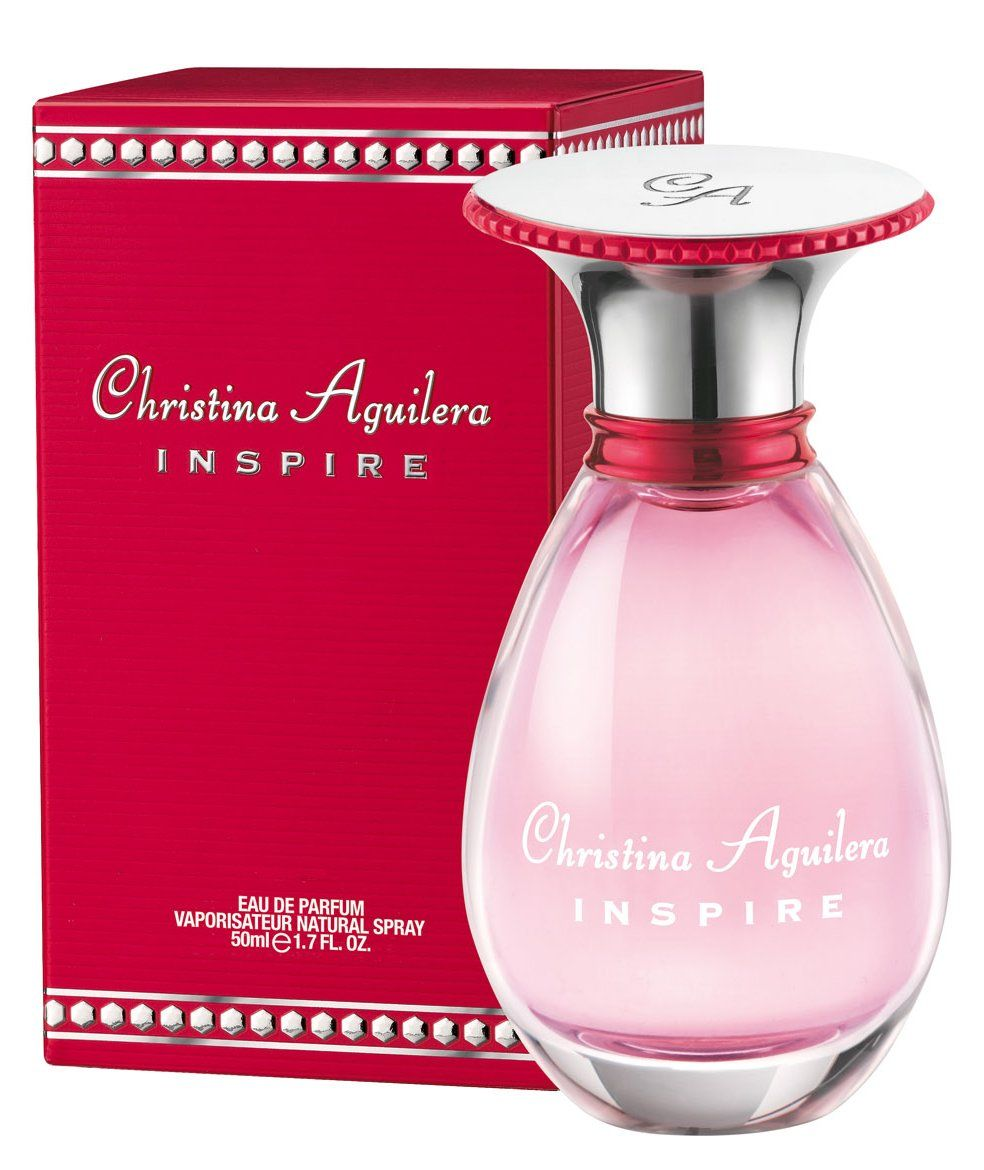 CA
Christina Aguilera
INSPIRE
EAU DE PARFUM
VAPORISATEUR NATURAL SPRAY
50ml e 1.7 FL. OZ.
Christina Aguilera
INSPIRE